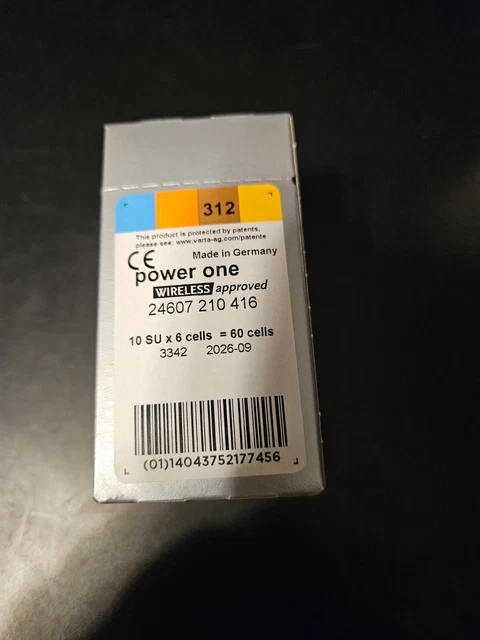 312
This product is protected by patents,
please see: www.varta-ag.com/patente
CE Made in Germany
power one
WIRELESS approved
24607 210 416
10 SU x 6 cells = 60 cells
3342 2026-09
(01)14043752177456